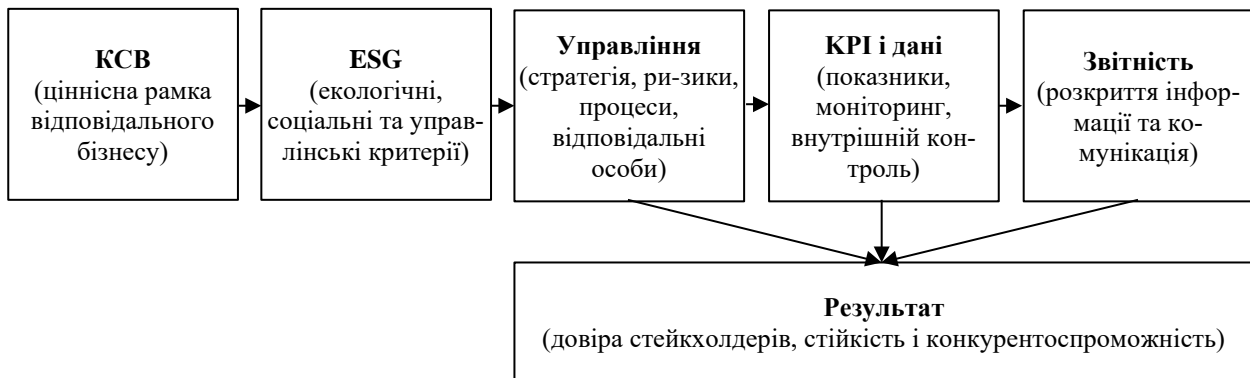 КСВ
(ціннісна рамка
відповідального
бізнесу)
ESG
(екологічні,
соціальні та управ-
лінські критерії)
Управління
(стратегія, ри-зики,
процеси,
відповідальні
особи)
KPI і дані
(показники,
моніторинг,
внутрішній кон-
троль)
Звітність
(розкриття інфор-
мації та ко-
мунікація)
Результат
(довіра стейкхолдерів, стійкість і конкурентоспроможність)